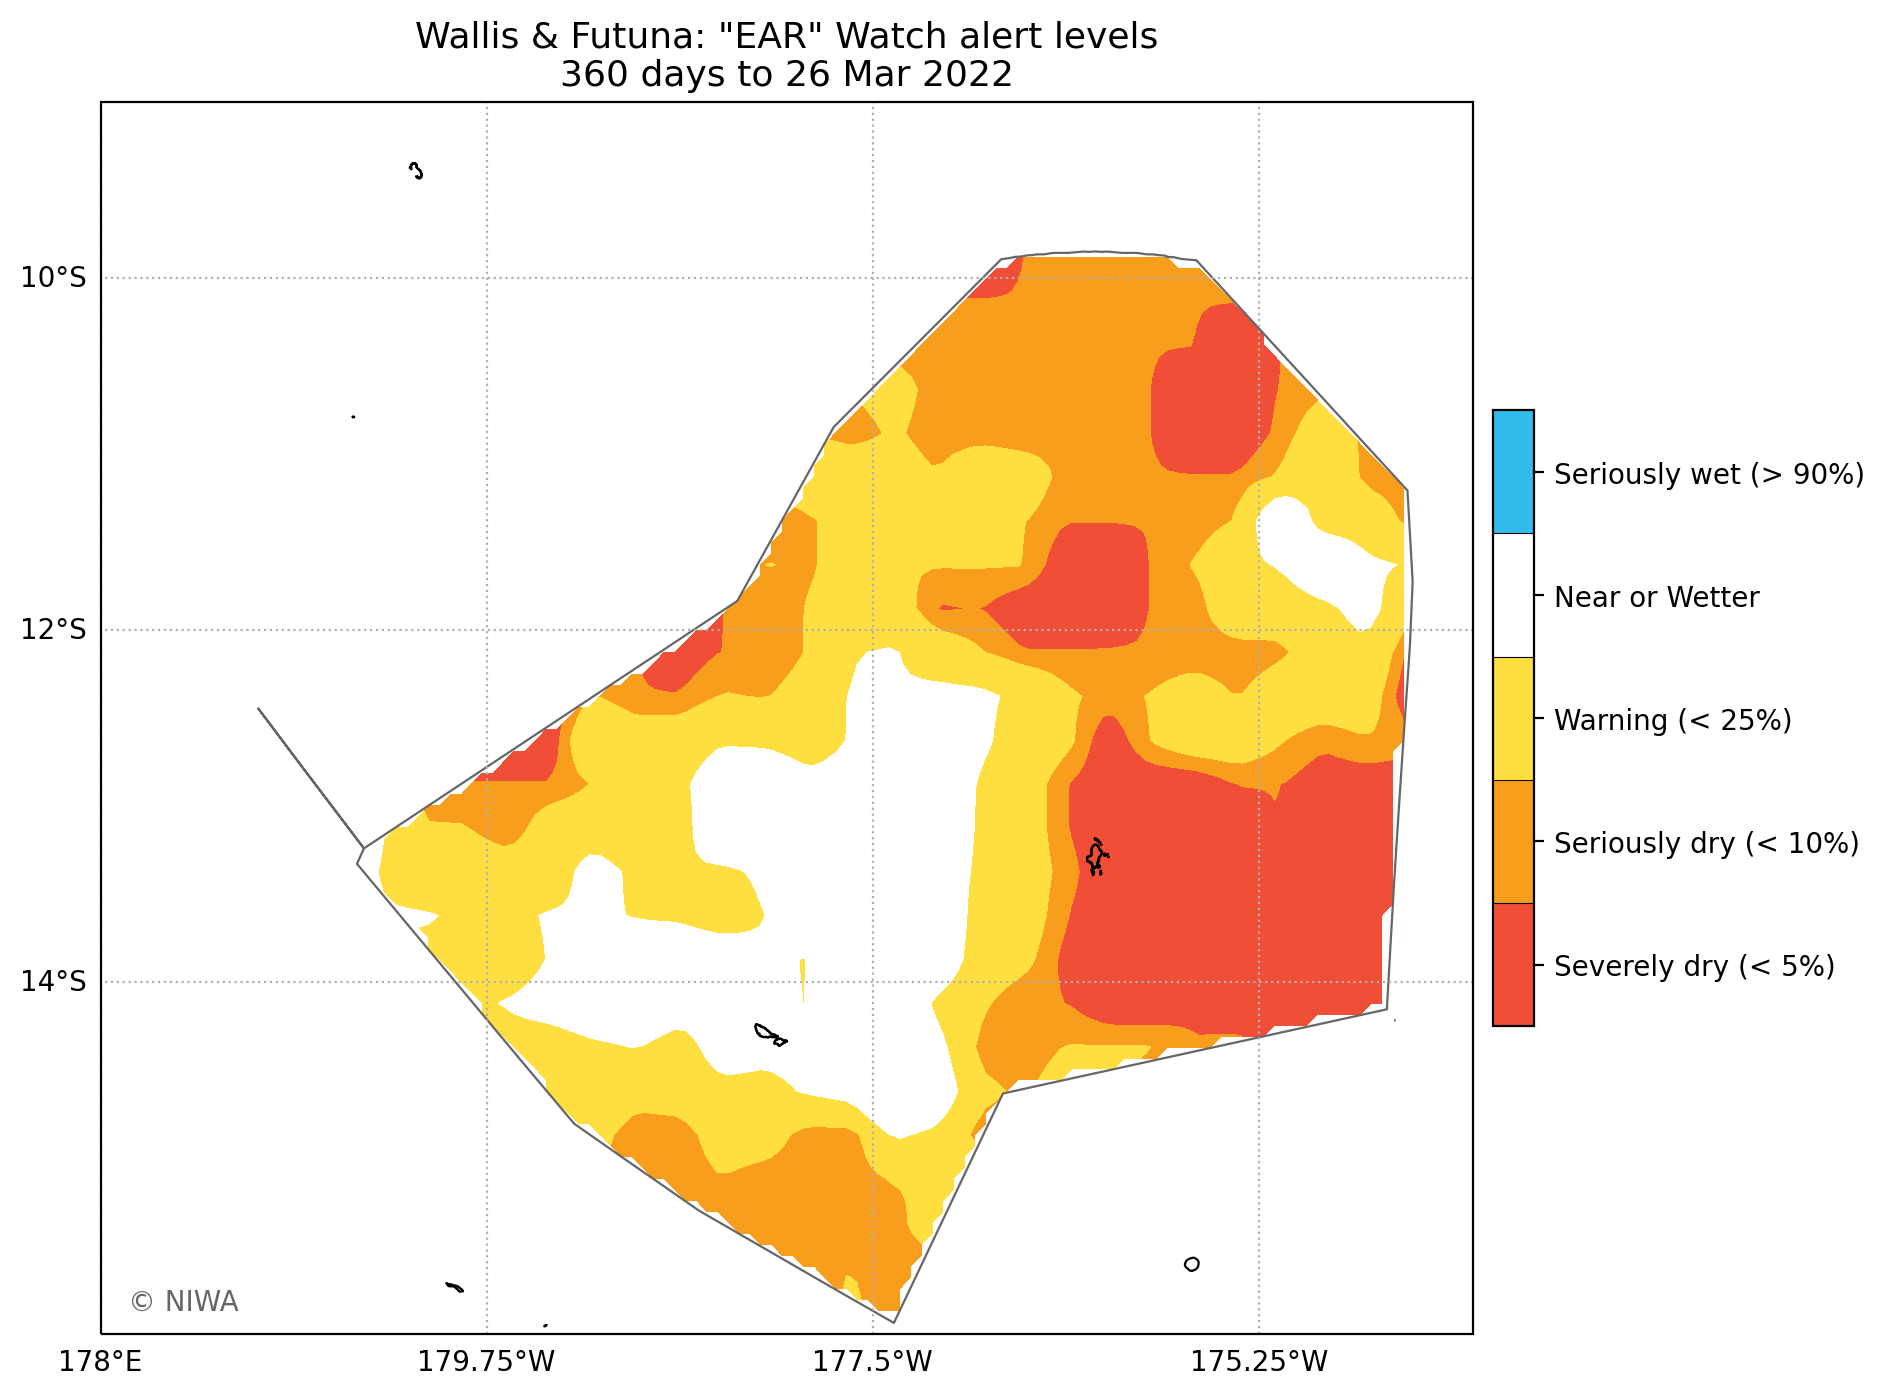 Wallis & Futuna: "EAR" Watch alert levels
360 days to 26 Mar 2022
10°S
12°S
14°S
178°E
179.75°W
177.5°W
175.25°W
Seriously wet (> 90%)
Near or Wetter
Warning (< 25%)
Seriously dry (< 10%)
Severely dry (< 5%)
© NIWA